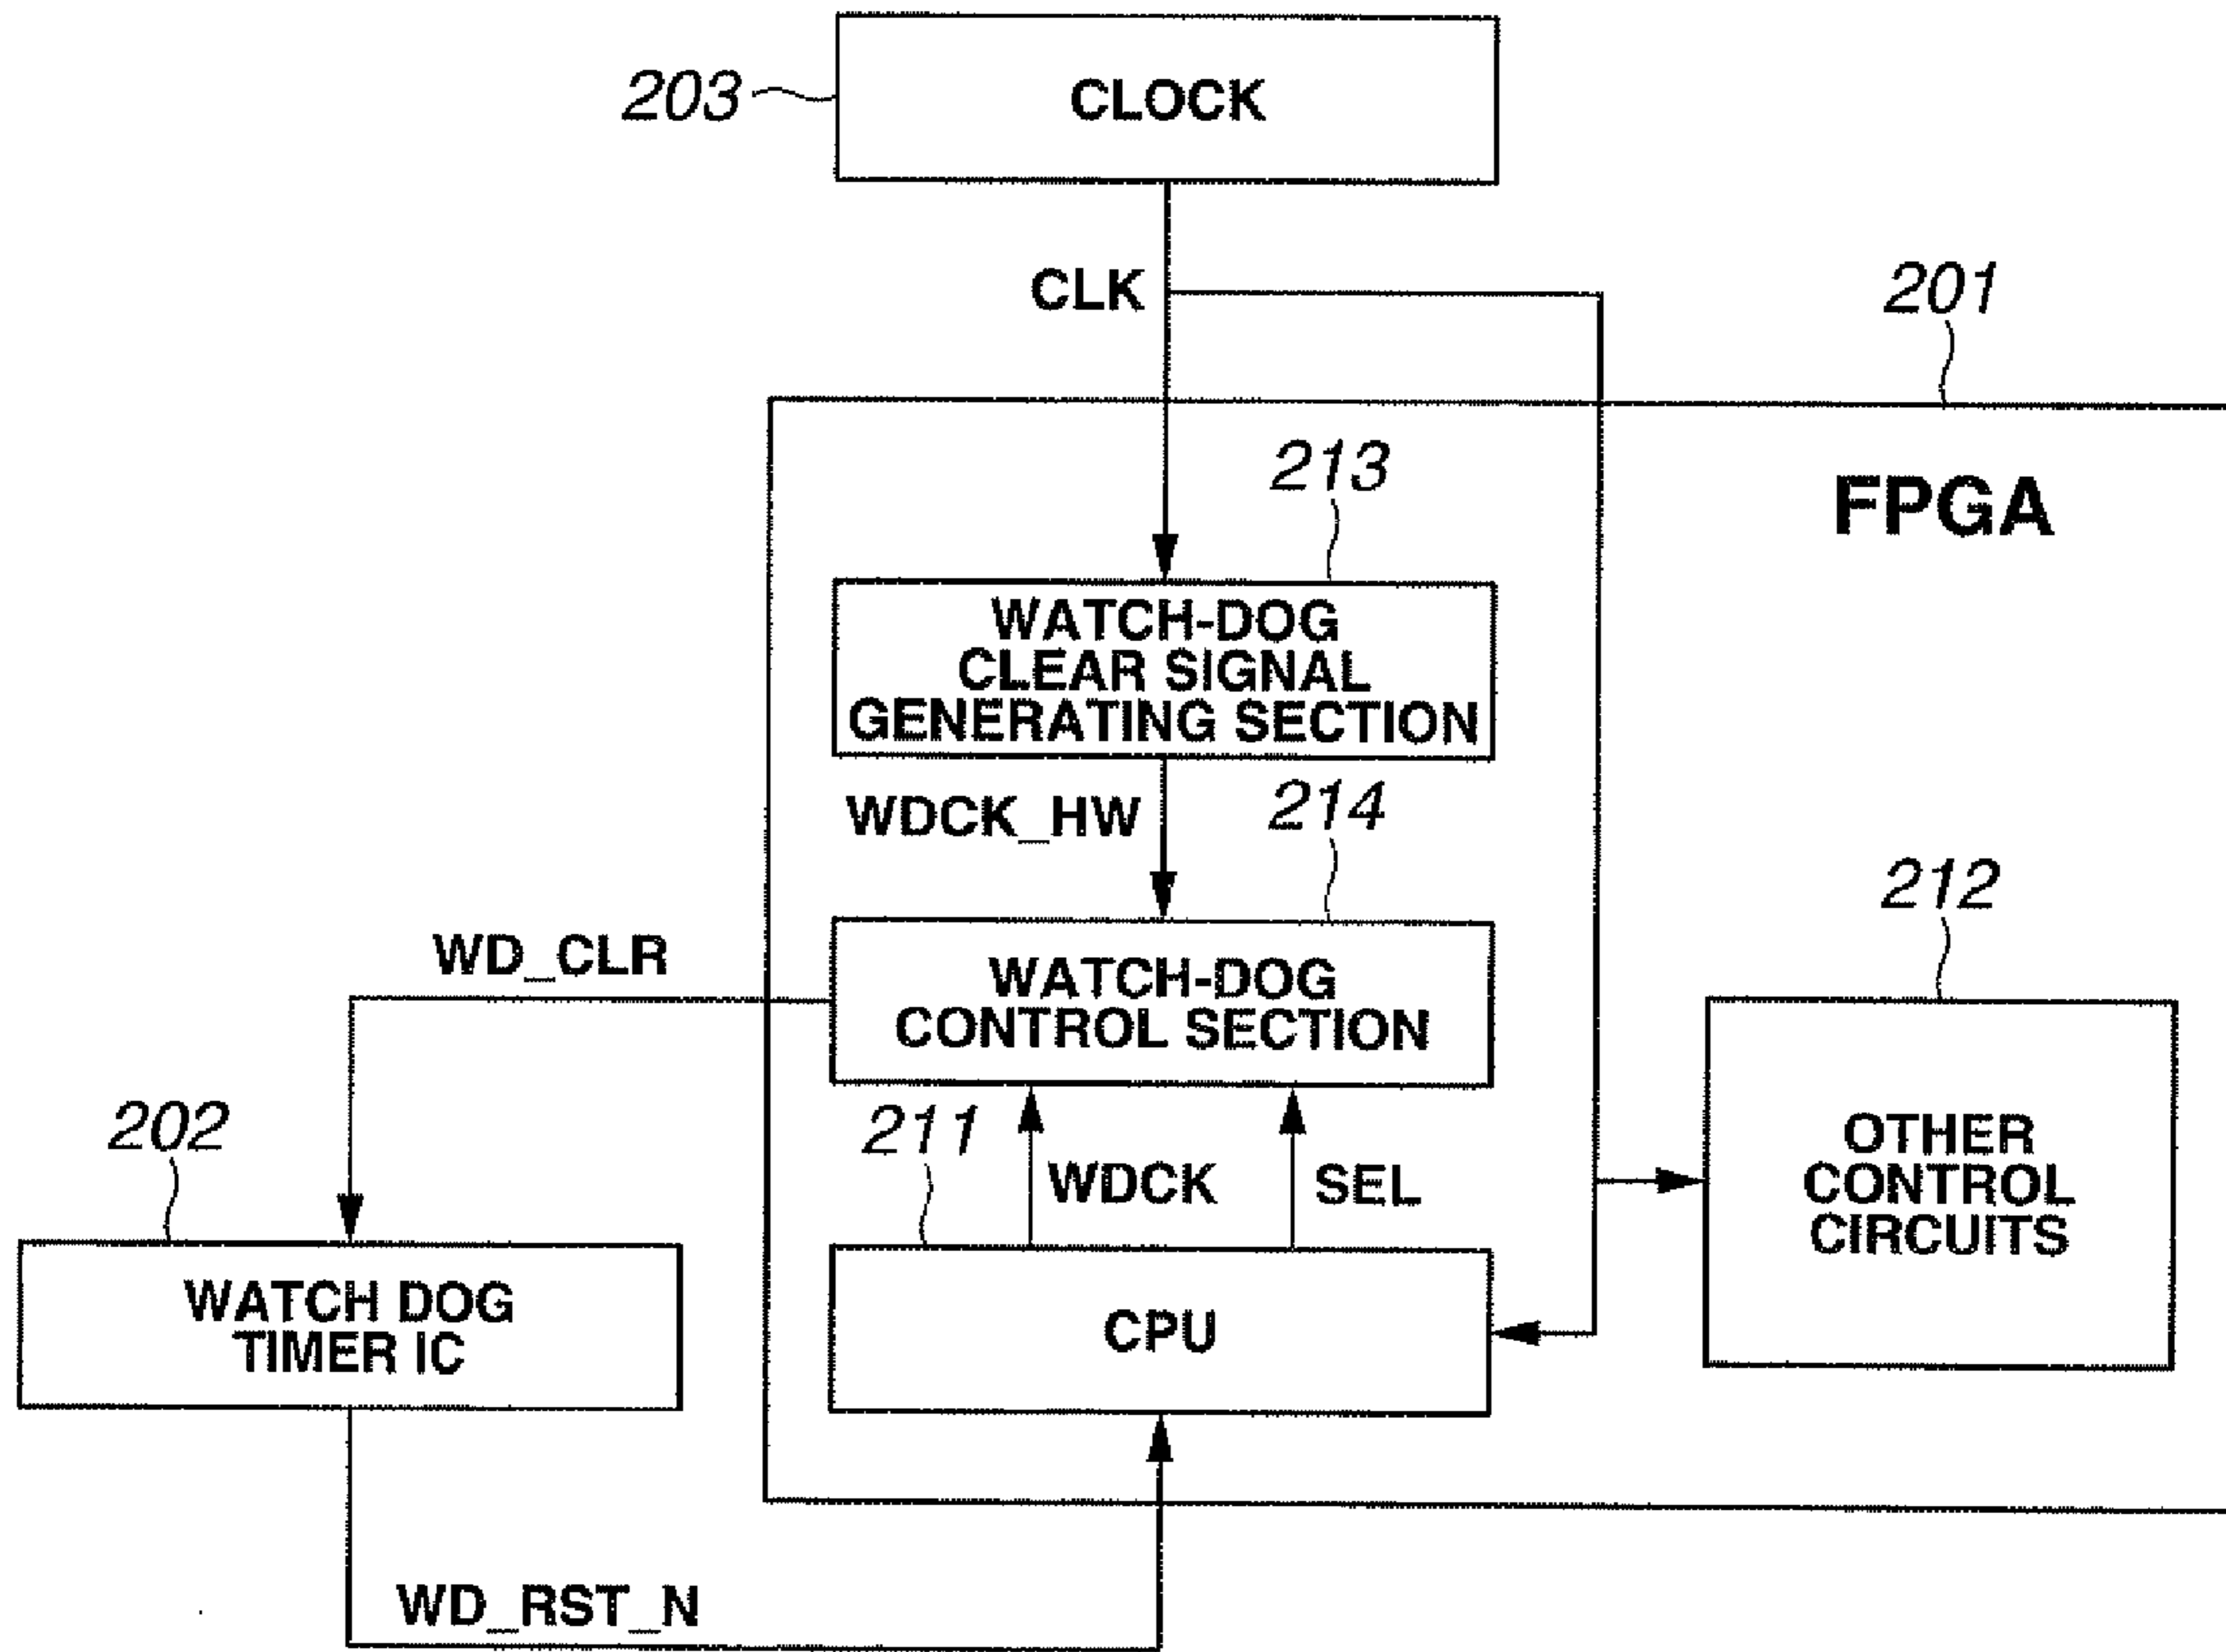 203
CLOCK
CLK
201
FPGA
213
WATCH-DOG
CLEAR SIGNAL
GENERATING SECTION
WDCK_HW
214
212
WD_CLR
WATCH-DOG
CONTROL SECTION
202
211
WDCK
SEL
OTHER
CONTROL
CIRCUITS
WATCH DOG
TIMER IC
CPU
WD_RST_N